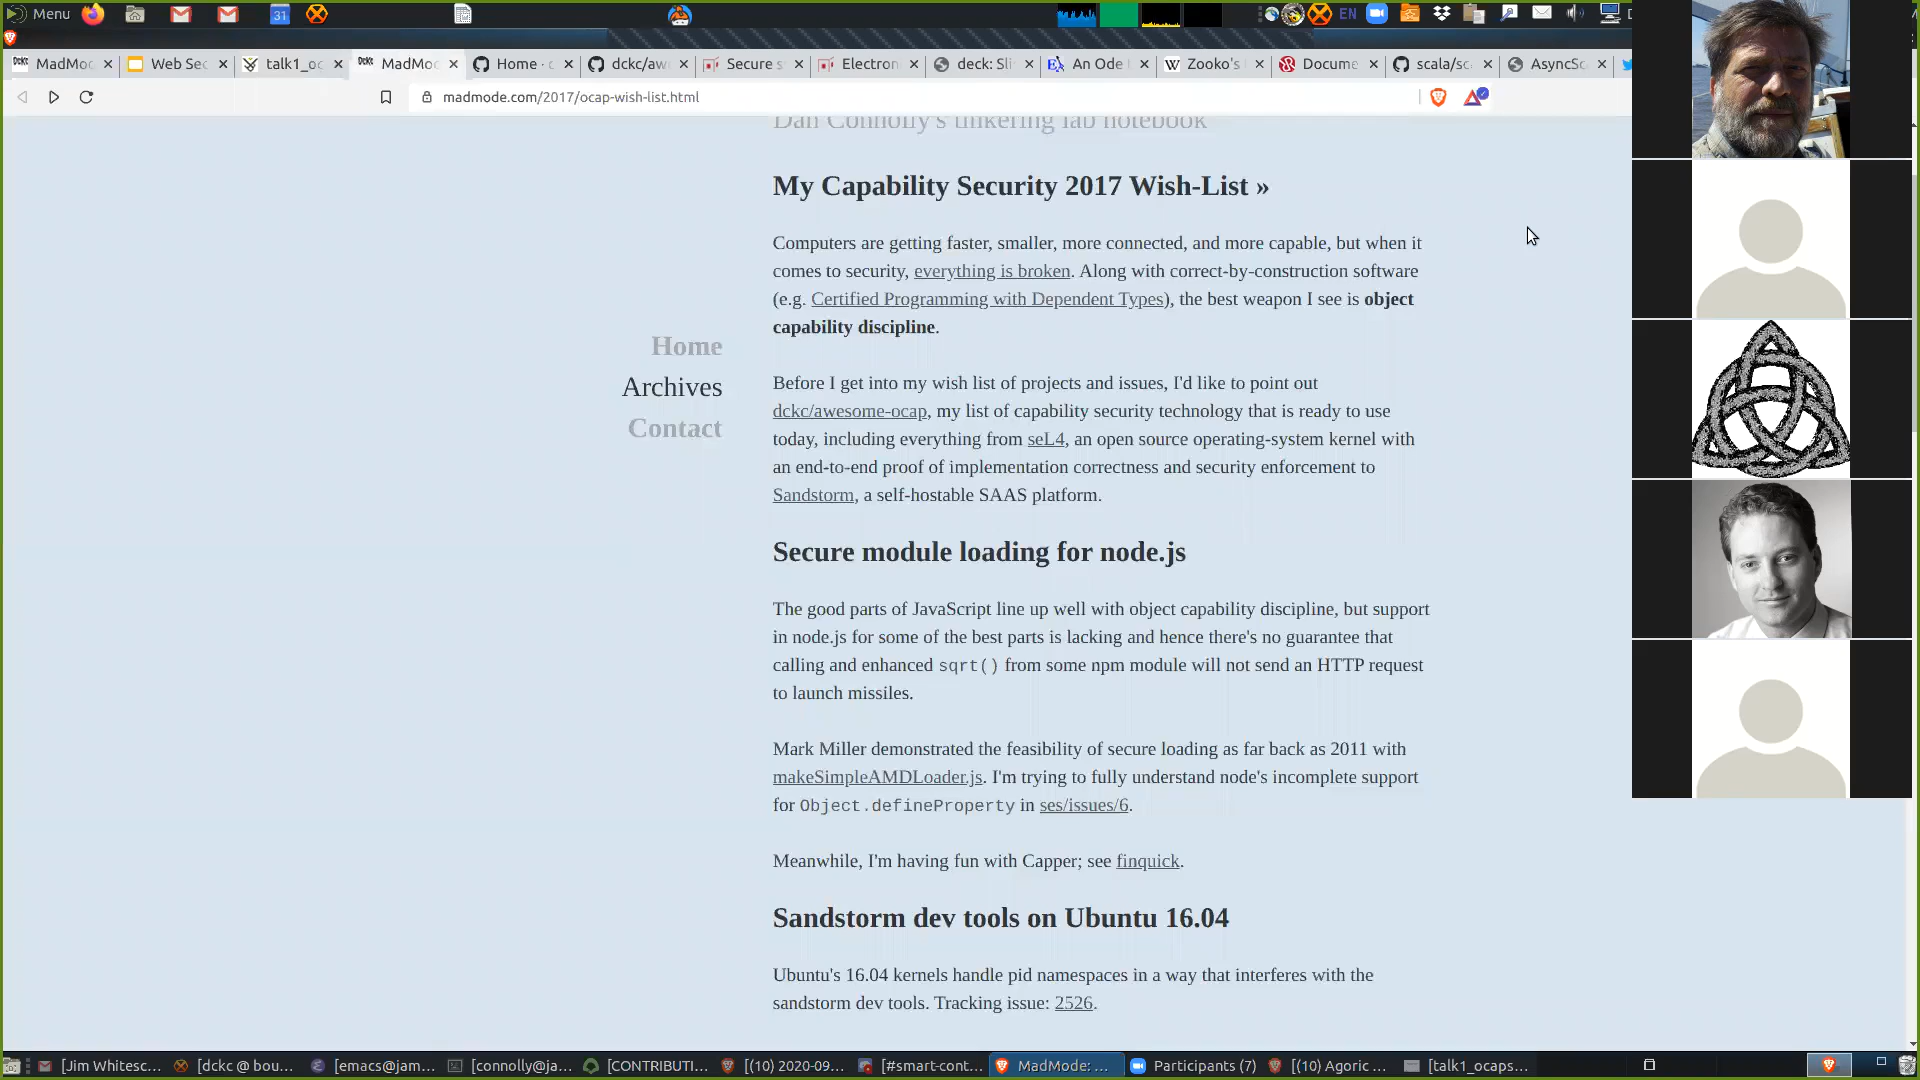 Menu
31
EN
MadMo
Web Sec
talk1_oc
MadMo
Home - c
dckc/aw
Secure s
Electron
deck: Sli
An Ode t
Zooko's t
Docume
scala/sc
AsyncSc
madmode.com/2017/ocap-wish-list.html
Dan Connolly's tinkering lab notebook
My Capability Security 2017 Wish-List »
Computers are getting faster, smaller, more connected, and more capable, but when it
comes to security, everything is broken. Along with correct-by-construction software
(e.g. Certified Programming with Dependent Types), the best weapon I see is object
capability discipline.
Home
Archives
Contact
Before I get into my wish list of projects and issues, I'd like to point out
dckc/awesome-ocap, my list of capability security technology that is ready to use
today, including everything from seL4, an open source operating-system kernel with
an end-to-end proof of implementation correctness and security enforcement to
Sandstorm, a self-hostable SAAS platform.
Secure module loading for node.js
The good parts of JavaScript line up well with object capability discipline, but support
in node.js for some of the best parts is lacking and hence there's no guarantee that
calling and enhanced sqrt() from some npm module will not send an HTTP request
to launch missiles.
Mark Miller demonstrated the feasibility of secure loading as far back as 2011 with
makeSimpleAMDLoader.js. I'm trying to fully understand node's incomplete support
for Object.defineProperty in ses/issues/6.
Meanwhile, I'm having fun with Capper; see finquick.
Sandstorm dev tools on Ubuntu 16.04
Ubuntu's 16.04 kernels handle pid namespaces in a way that interferes with the
sandstorm dev tools. Tracking issue: 2526.
[Jim Whitesc...
[dckc @ bou...
[emacs@jam...
[connolly@ja...
[CONTRIBUTI...
[(10) 2020-09...
[#smart-cont...
MadMode: ...
Participants (7)
[(10) Agoric ...
[talk1_ocaps...